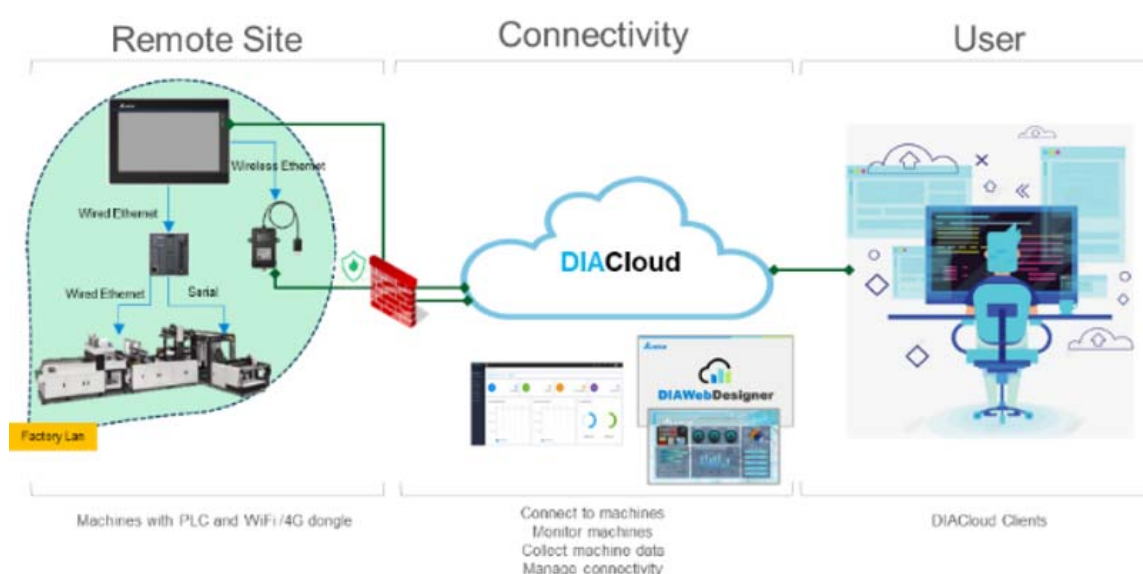 Remote Site
Connectivity
User
Wireless Ethernet
Wired Ethernet
Wired Ethernet
Serial
DIACloud
DIAWebDesigner
Factory Lan
Machines with PLC and WiFi /4G dongle
Connect to machines
Monitor machines
Collect machine data
Manage connectivity
DIACloud Clients